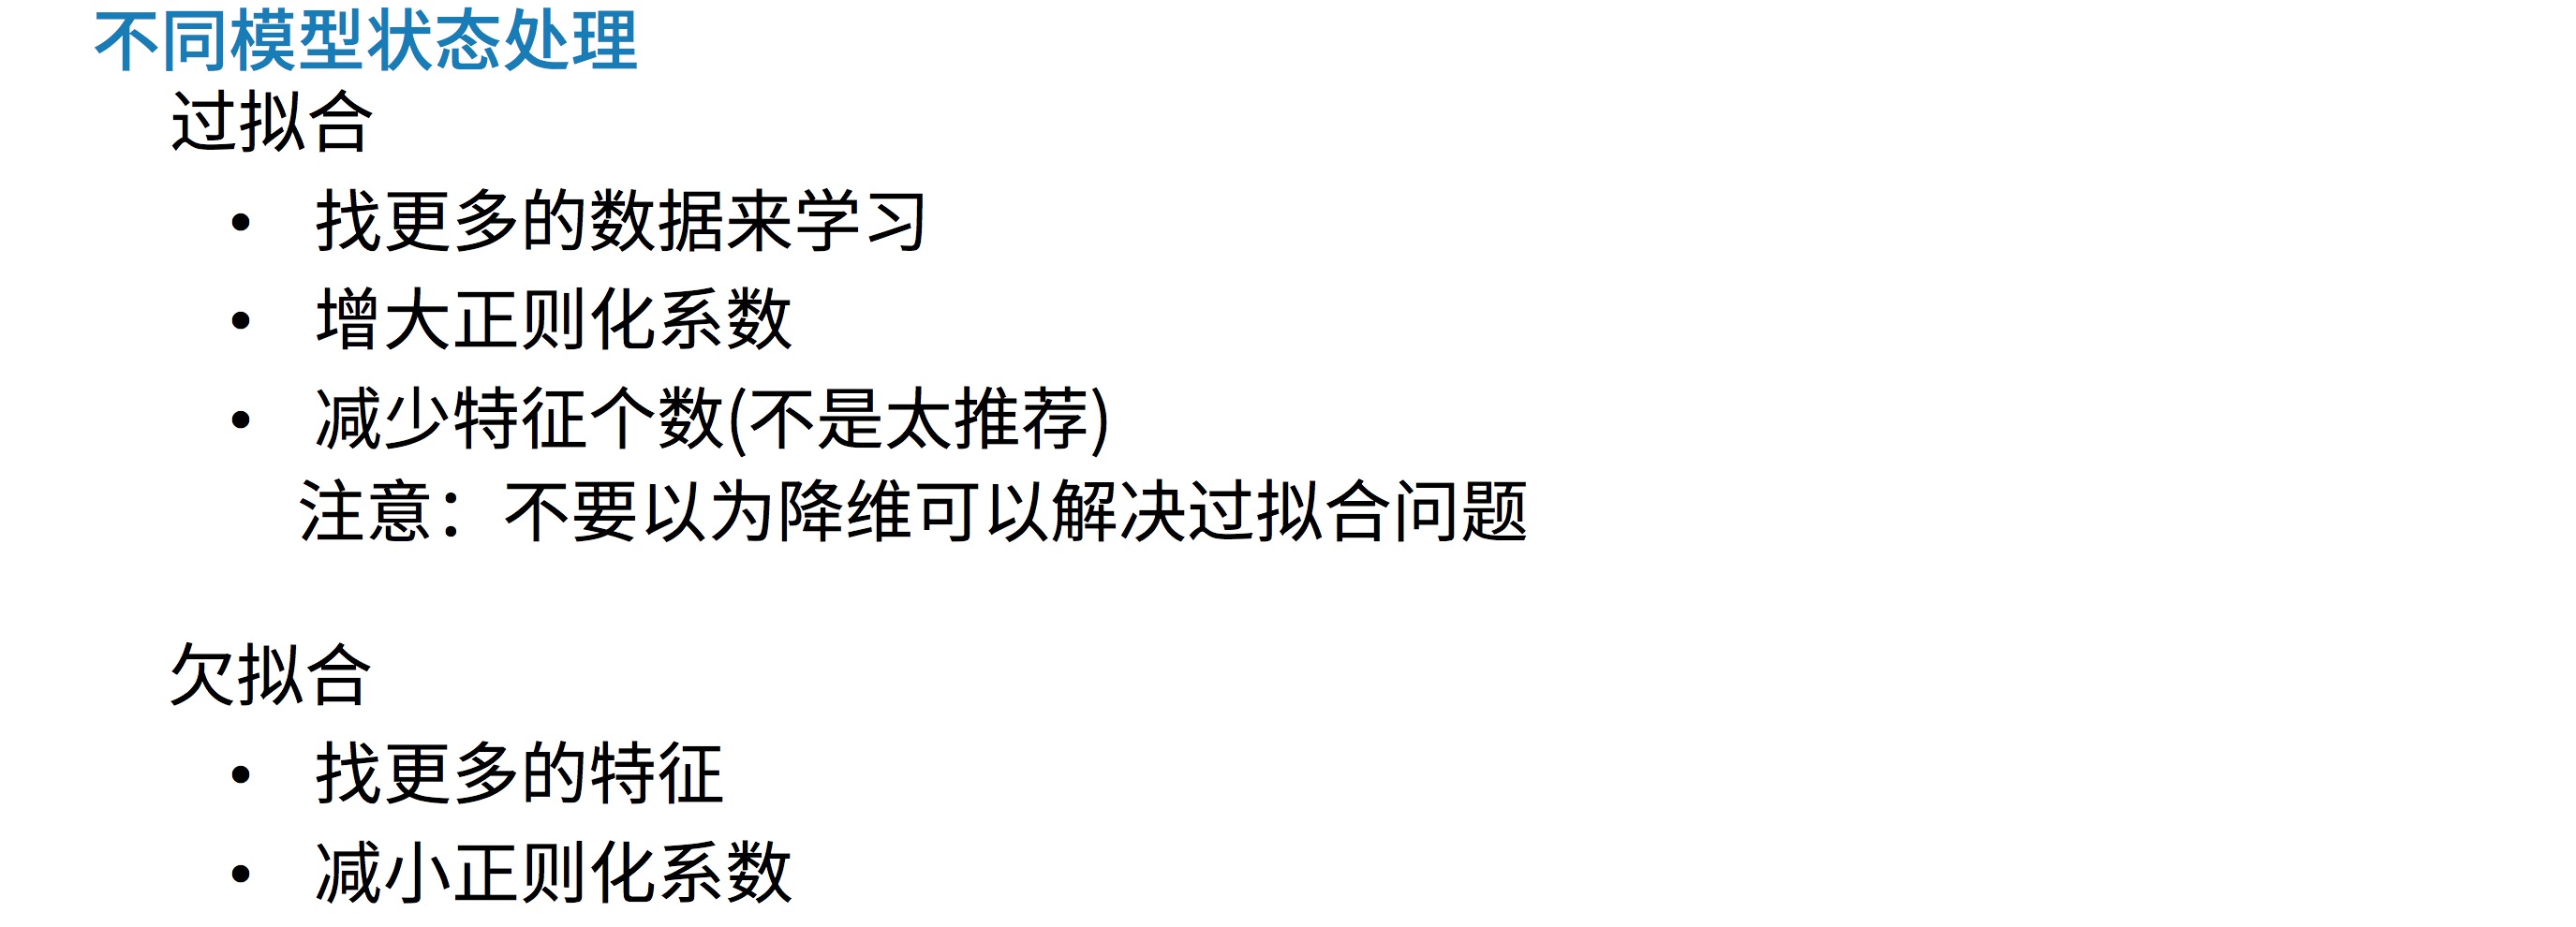 不同模型状态处理
过拟合
• 找更多的数据来学习
• 增大正则化系数
• 减少特征个数(不是太推荐)
注意：不要以为降维可以解决过拟合问题
欠拟合
• 找更多的特征
• 减小正则化系数